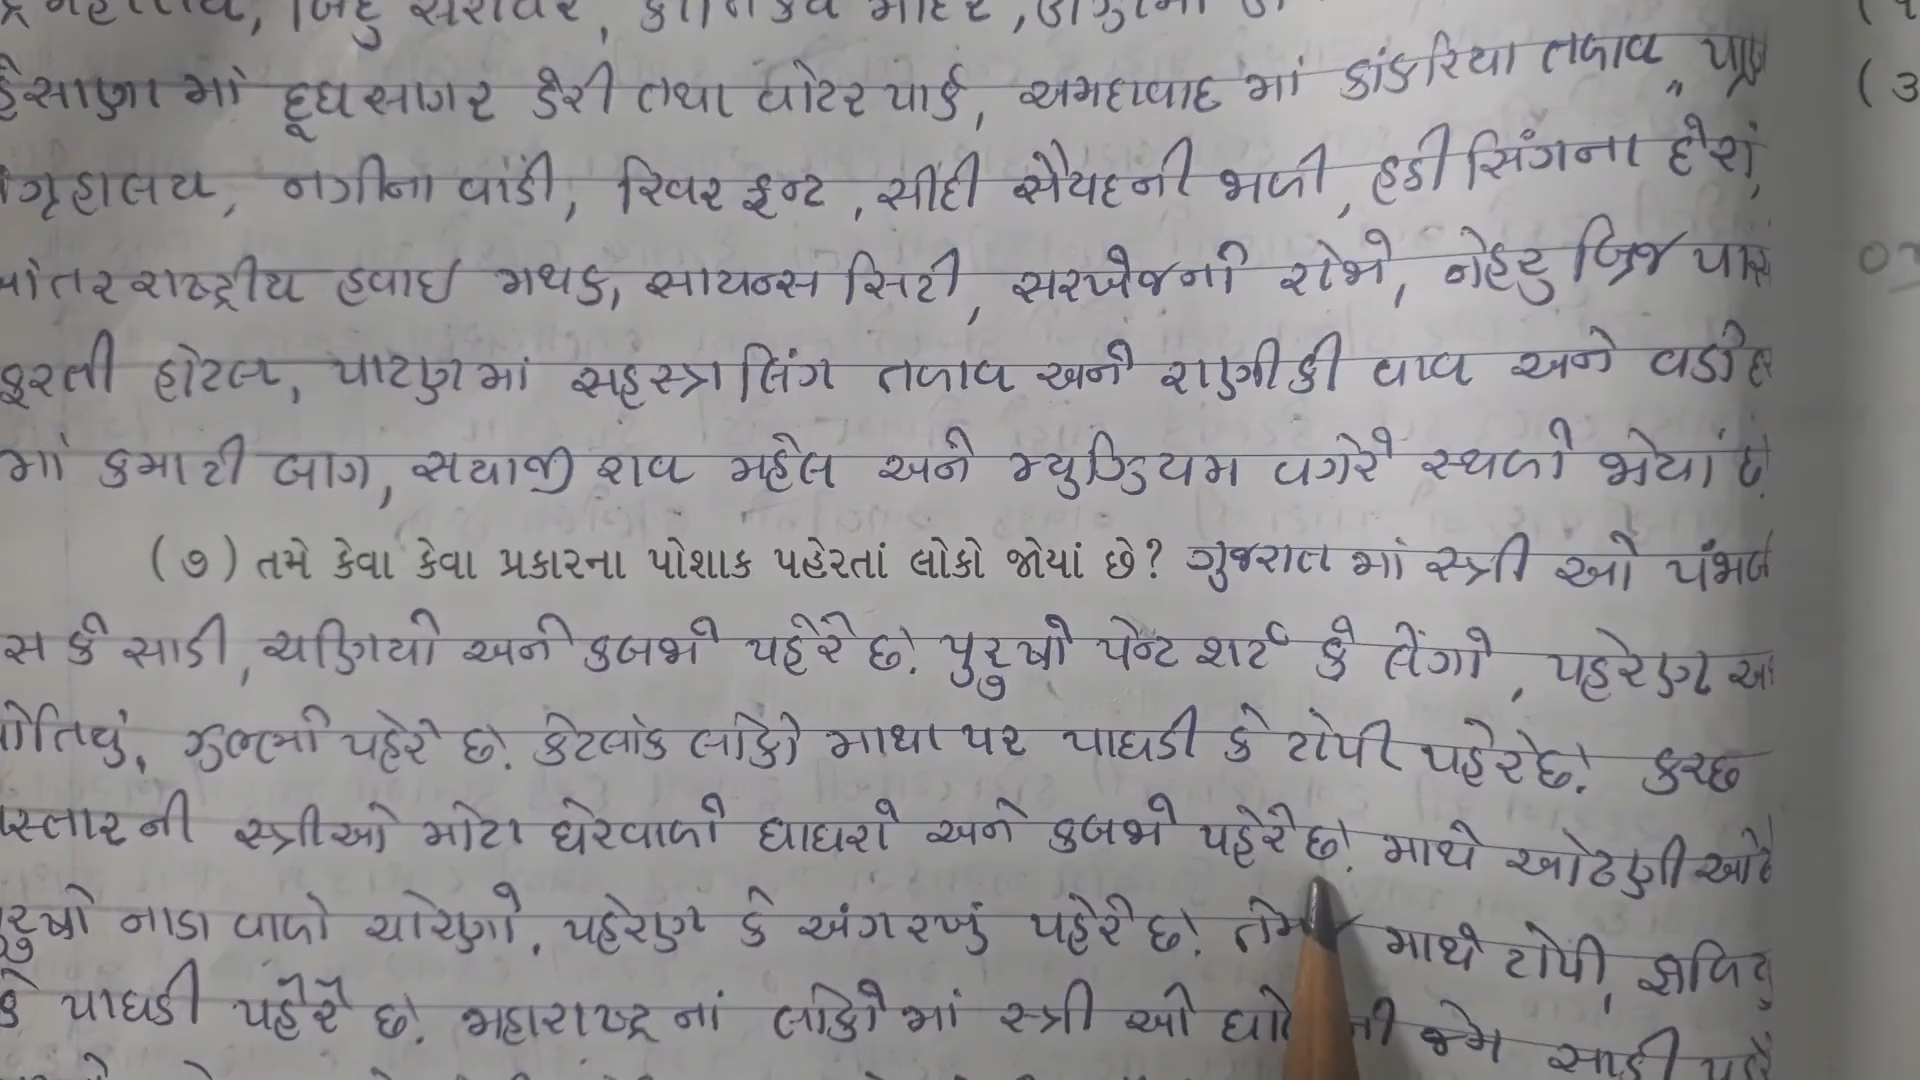 બિંદુ સરોવર,
મહેસાણા માં દૂધસાગર ડેરી તથા વોટર પાર્ક, અમદાવાદ માં કાંકરિયા તળાવ,
ગૃહાલય, નગીના વાડી, રિવર ફ્રન્ટ, સીદી સૈયદની જાળી, હઠીસિંગના દેરાં,
આંતરરાષ્ટ્રીય હવાઈ મથક, સાયન્સ સિટી, સરખેજનો રોજો, નેહરુ બ્રિજ પાસે
ફરતી હોટલ, પાટણમાં સહસ્ત્રલિંગ તળાવ અને રાણીકી વાવ અને વડોદ
માં કમાટી બાગ, સયાજી રાવ મહેલ અને મ્યુઝિયમ વગેરે સ્થળો જોયાં છે.
(૭) તમે કેવા કેવા પ્રકારના પોશાક પહેરતાં લોકો જોયાં છે? ગુજરાત માં સ્ત્રી ઓ પંજાબી
સ કે સાડી, ચણિયો અને કબજો પહેરે છે. પુરુષો પેન્ટ શર્ટ કે લેંગો, પહેરણ અ
ધોતિયું, ઝભ્ભો પહેરે છે. કેટલાક લોકો માથા પર પાઘડી કે ટોપી પહેરેછે. કચ્છ
સ્તારની સ્ત્રીઓ મોટા ઘેરવાળો ઘાઘરો અને કબજો પહેરે છે. માથે ઓઢણી ઓઢે
રુષો નાડા વાળો ચોરણો, પહેરણ કે અંગરખું પહેરે છે. માથે ટોપી,
કે પાઘડી પહેરે છે. મહારાષ્ટ્ર નાં લોકો માં સ્ત્રી ઓ જેમ સાડી